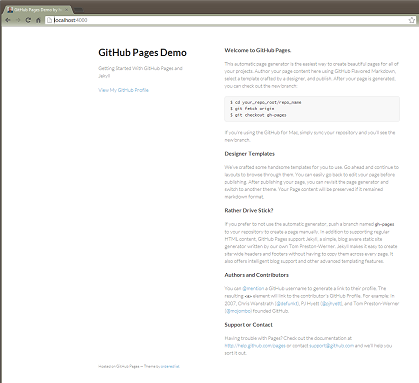 GitHub Pages Demo by
localhost:4000
GitHub Pages Demo
Getting Started With GitHub Pages and
Jekyll
View My GitHub Profile
Welcome to GitHub Pages.
This automatic page generator is the easiest way to create beautiful pages for all of
your projects. Author your page content here using GitHub Flavored Markdown,
select a template crafted by a designer, and publish. After your page is generated,
you can check out the new branch:
$ cd your_repo_root/repo_name
$ git fetch origin
$ git checkout gh-pages
If you're using the GitHub for Mac, simply sync your repository and you'll see the
new branch.
Designer Templates
We've crafted some handsome templates for you to use. Go ahead and continue to
layouts to browse through them. You can easily go back to edit your page before
publishing. After publishing your page, you can revisit the page generator and
switch to another theme. Your Page content will be preserved if it remained
markdown format.
Rather Drive Stick?
If you prefer to not use the automatic generator, push a branch named gh-pages
to your repository to create a page manually. In addition to supporting regular
HTML content, GitHub Pages support Jekyll, a simple, blog aware static site
generator written by our own Tom Preston-Werner. Jekyll makes it easy to create
site-wide headers and footers without having to copy them across every page. It
also offers intelligent blog support and other advanced templating features.
Authors and Contributors
You can @mention a GitHub username to generate a link to their profile. The
resulting <a> element will link to the contributor's GitHub Profile. For example: In
2007, Chris Wanstrath (@defunkt), PJ Hyett (@pjhyett), and Tom Preston-Werner
(@mojombo) founded GitHub.
Support or Contact
Having trouble with Pages? Check out the documentation at
http://help.github.com/pages or contact support@github.com and we'll help you
sort it out.
Hosted on GitHub Pages — Theme by orderedlist